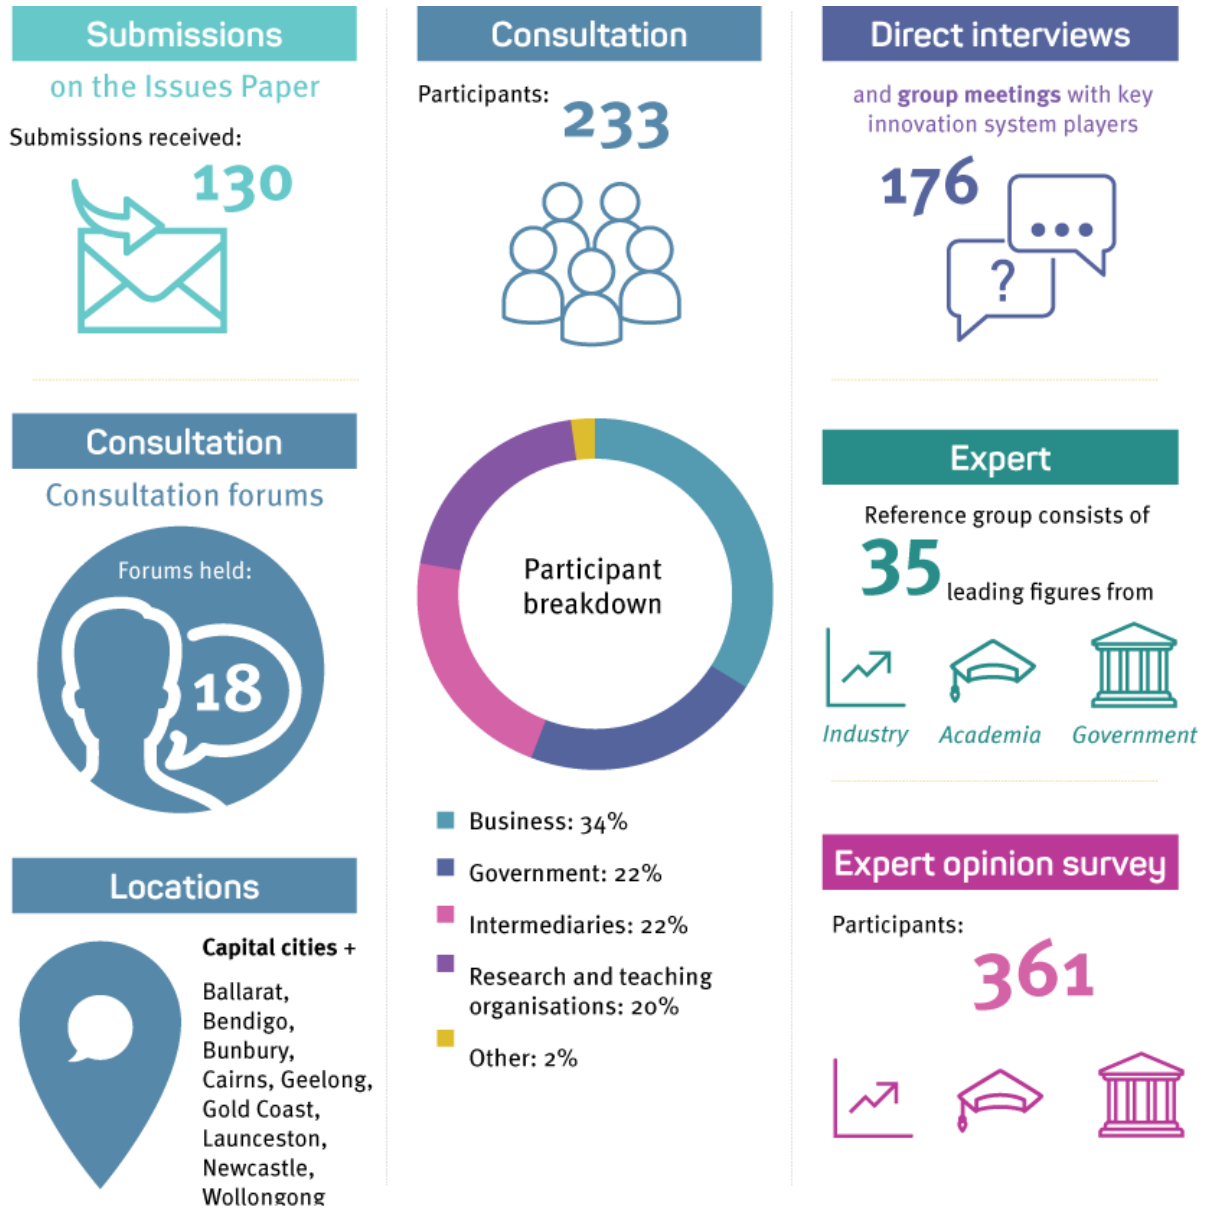 Submissions
on the Issues Paper
Submissions received:
130
Consultation
Consultation forums
Forums held:
18
Locations
Capital cities +
Ballarat,
Bendigo,
Bunbury,
Cairns, Geelong,
Gold Coast,
Launceston,
Newcastle,
Wollongong
Consultation
Participants:
233
Participant
breakdown
Business: 34%
Government: 22%
Intermediaries: 22%
Research and teaching
organisations: 20%
Other: 2%
Direct interviews
and group meetings with key
innovation system players
176
?
Expert
Reference group consists of
35
leading figures from
Industry Academia Government
Expert opinion survey
Participants:
361